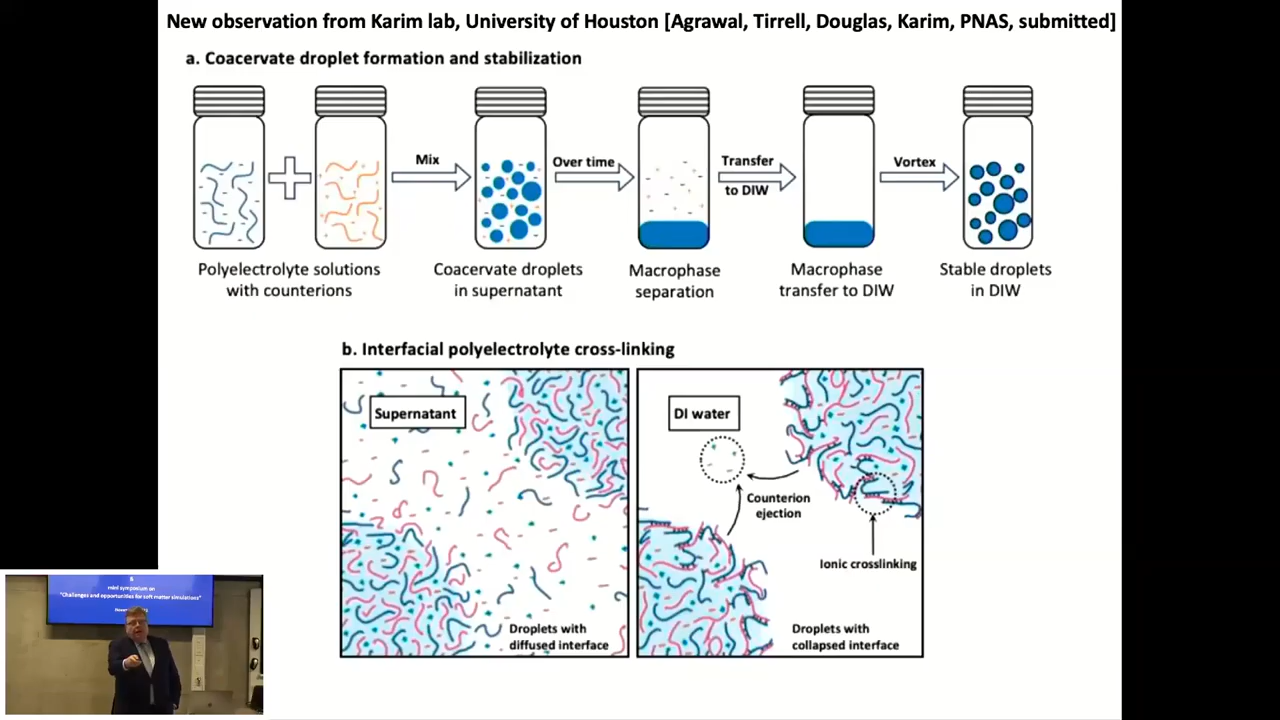 New observation from Karim lab, University of Houston [Agrawal, Tirrell, Douglas, Karim, PNAS, submitted]
a. Coacervate droplet formation and stabilization
Mix
Over time
Transfer
to DIW
Vortex
Polyelectrolyte solutions
with counterions
Coacervate droplets
in supernatant
Macrophase
separation
Macrophase
transfer to DIW
Stable droplets
in DIW
b. Interfacial polyelectrolyte cross-linking
Supernatant
Droplets with
diffused interface
DI water
Counterion
ejection
Ionic crosslinking
Droplets with
collapsed interface
mini symposium on
"Challenges and opportunities for soft matter simulations"